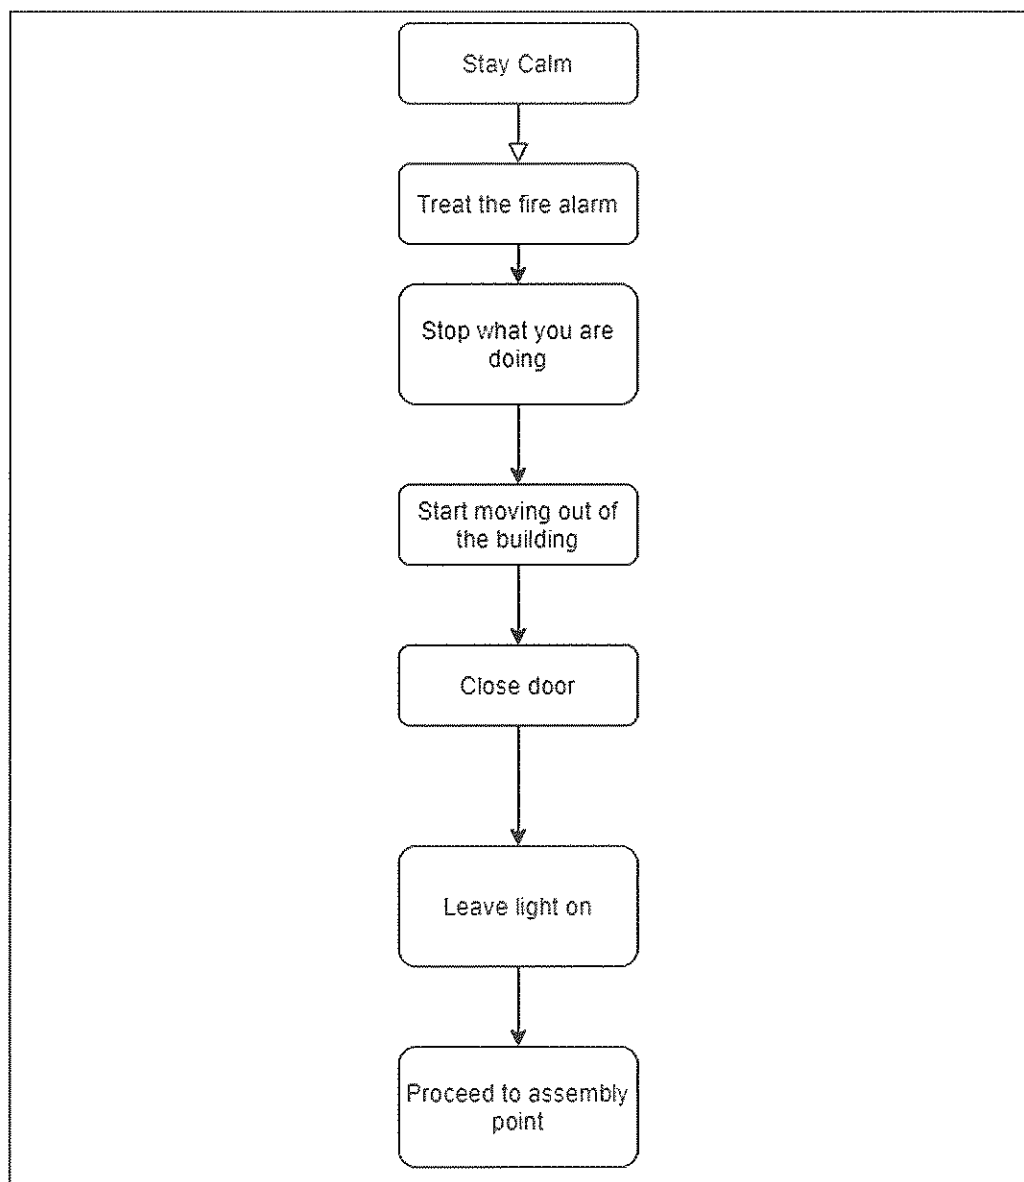 Stay Calm
Treat the fire alarm
Stop what you are
doing
Start moving out of
the building
Close door
Leave light on
Proceed to assembly
point